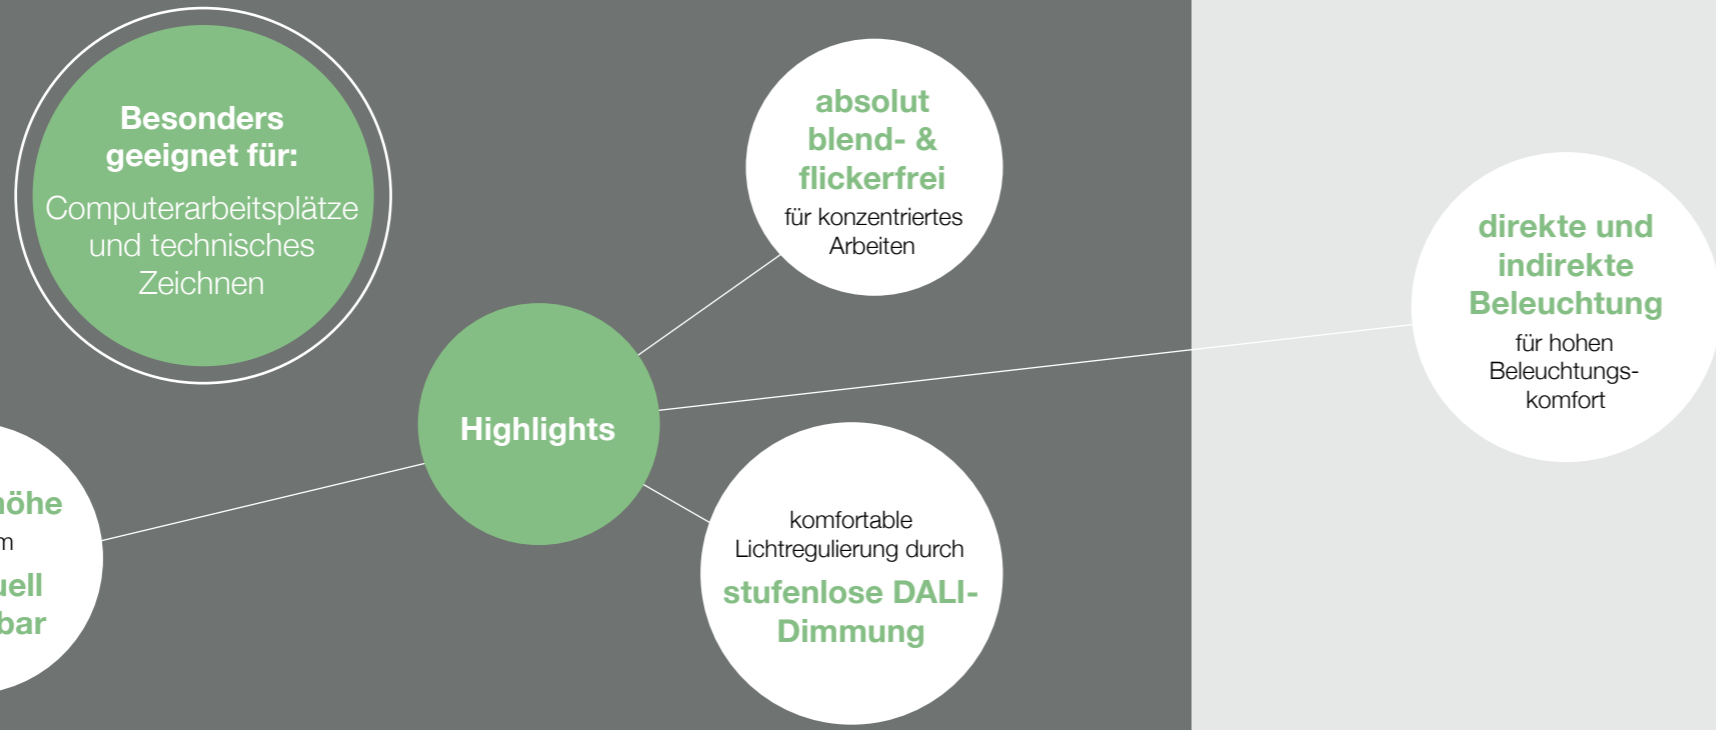 Besonders
geeignet für:
Computerarbeitsplätze
und technisches
Zeichnen
absolut
blend- &
flickerfrei
für konzentriertes
Arbeiten
direkte und
indirekte
Beleuchtung
für hohen
Beleuchtungs-
komfort
Highlights
komfortable
Lichtregulierung durch
stufenlose DALI-
Dimmung